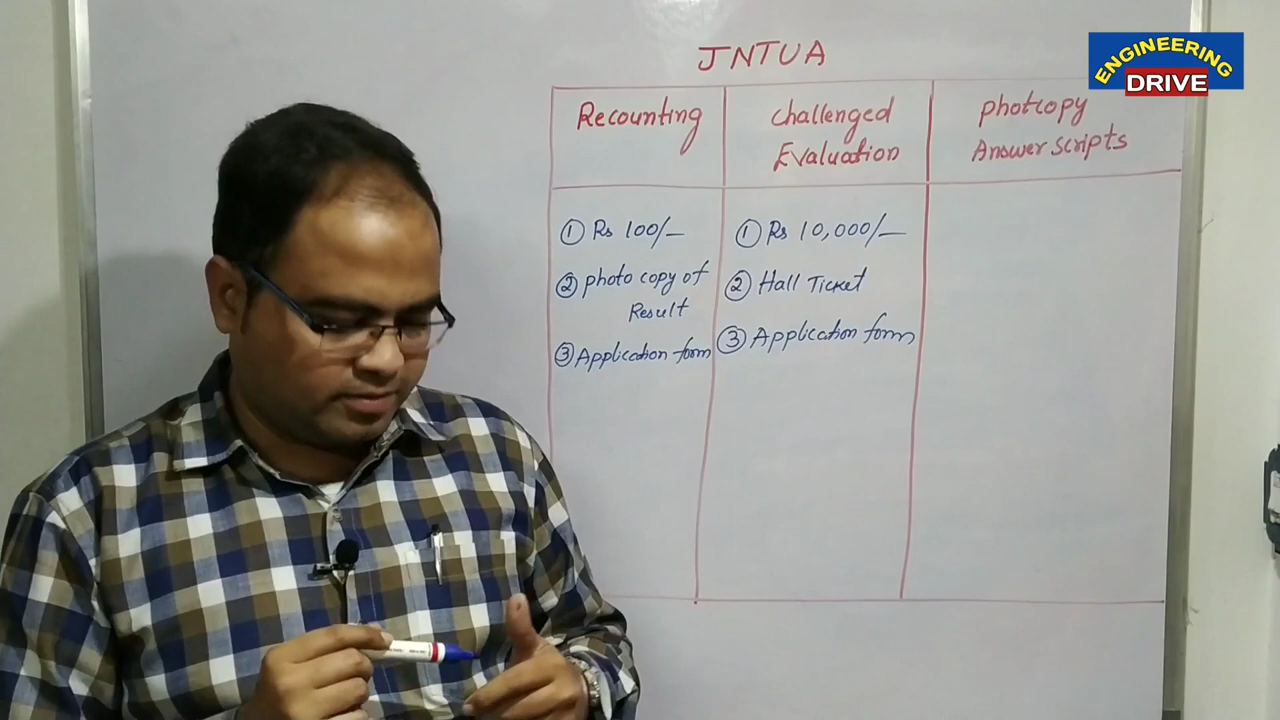 JNTUA
ENGINEERING
DRIVE
Recounting
Challenged
Evaluation
photocopy
Answer scripts
① Rs 100/-
② photo copy of
Result
③ Application form
① Rs 10,000/-
② Hall Ticket
③ Application form